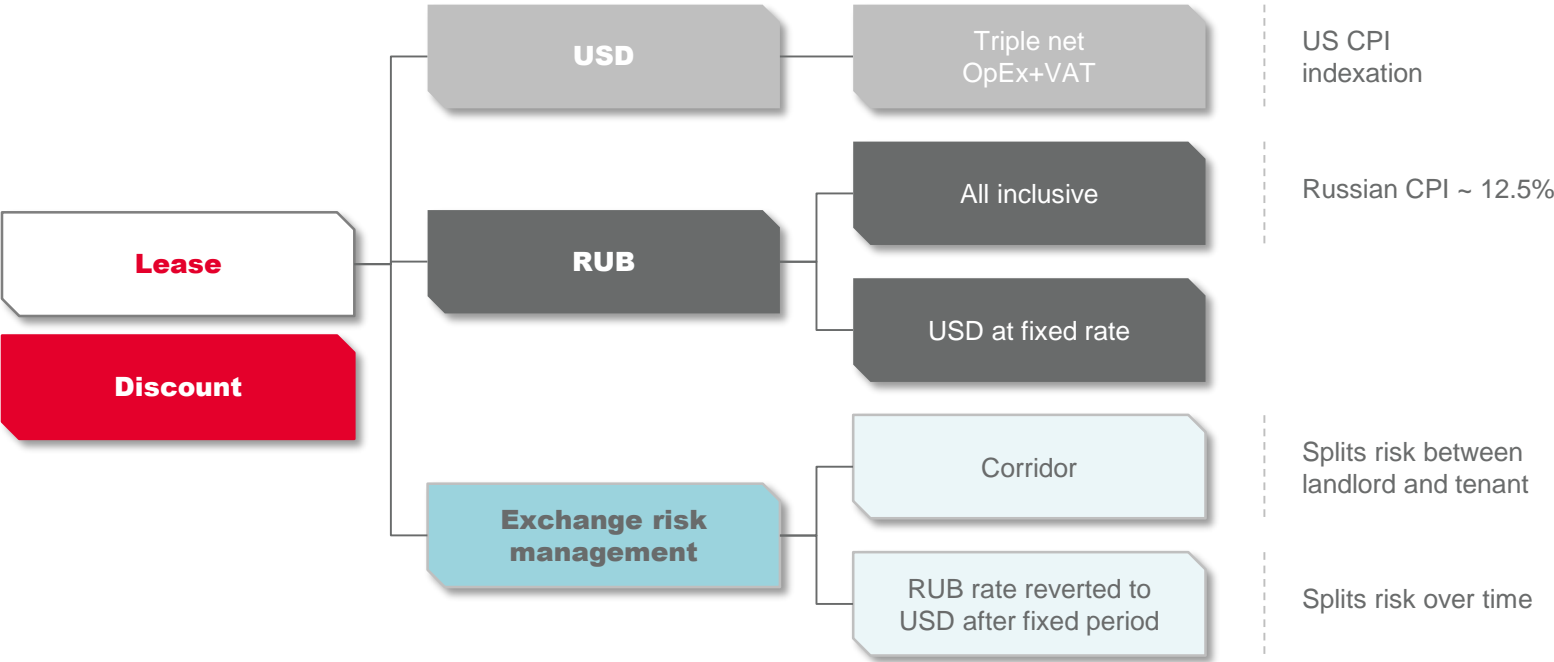 USD
Triple net
OpEx+VAT
US CPI
indexation
Lease
Discount
RUB
All inclusive
Russian CPI ~ 12.5%
USD at fixed rate
Exchange risk
management
Corridor
Splits risk between
landlord and tenant
RUB rate reverted to
USD after fixed period
Splits risk over time